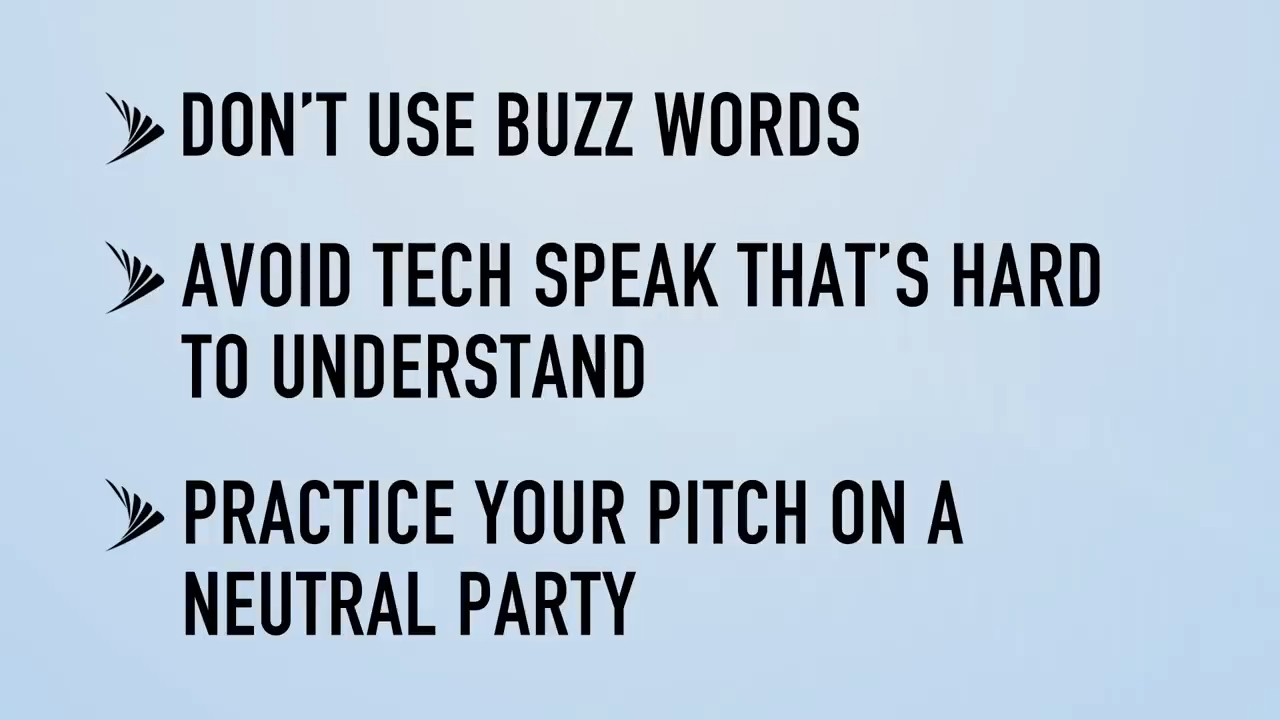 DON'T USE BUZZ WORDS
AVOID TECH SPEAK THAT'S HARD
TO UNDERSTAND
PRACTICE YOUR PITCH ON A
NEUTRAL PARTY